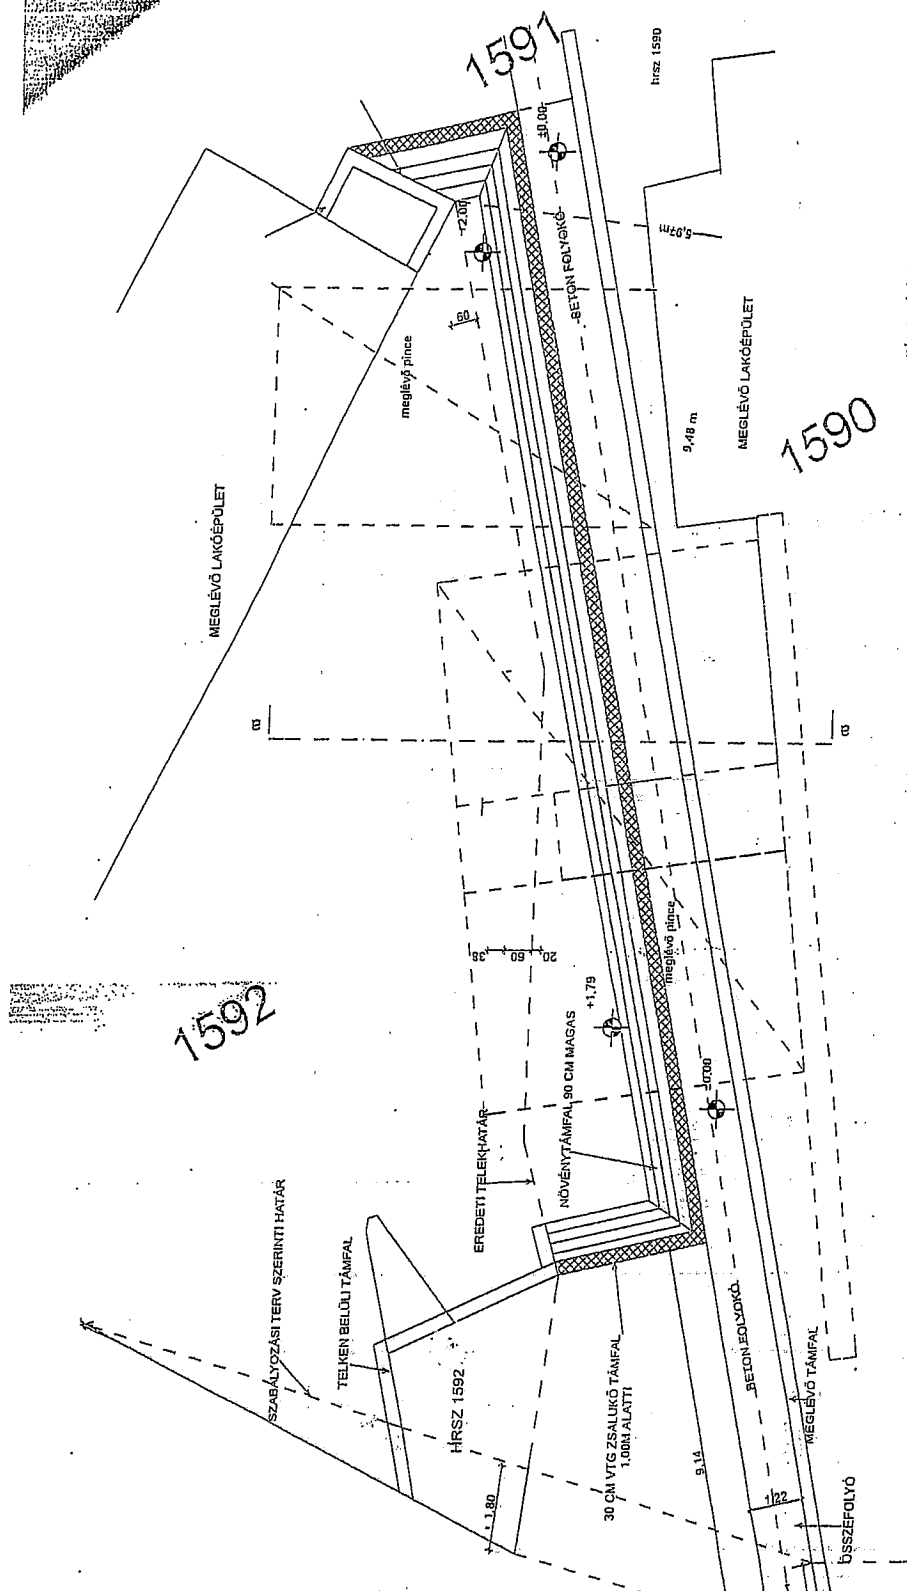 1591
hrsz 1590
±0,00
5,97m
+2,00
BETON FOLYOKÓ
60
meglévő pince
MEGLÉVŐ LAKÓÉPÜLET
9,48 m
1590
MEGLÉVŐ LAKÓÉPÜLET
a
a
38
60
20
meglévő pince
1592
+1,79
±0,00
NÖVÉNYTÁMFAL 90 CM MAGAS
EREDETI TELEKHATÁR
SZABÁLYOZÁSI TERV SZERINTI HATÁR
TELKEN BELÜLI TÁMFAL
HRSZ 1592
30 CM VTG ZSALUKŐ TÁMFAL
1,00M ALATTI
BETON FOLYOKÓ
MEGLÉVŐ TÁMFAL
9,14
1,80
1,22
ÖSSZEFOLYÓ